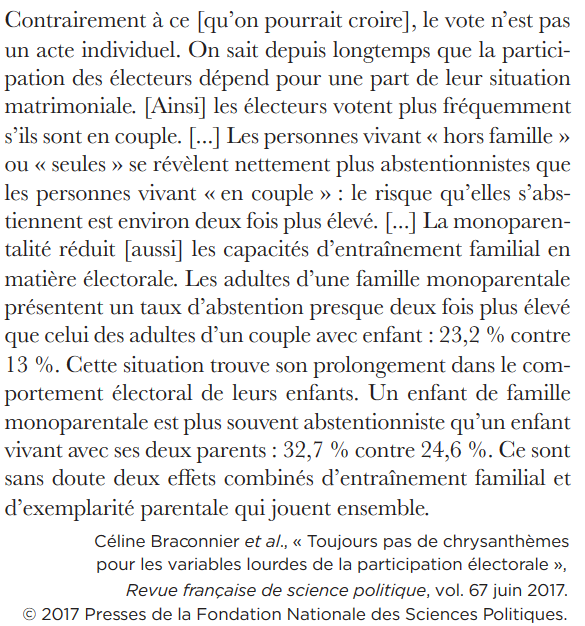 Contrairement à ce [qu’on pourrait croire], le vote n’est pas
un acte individuel. On sait depuis longtemps que la partici-
pation des électeurs dépend pour une part de leur situation
matrimoniale. [Ainsi] les électeurs votent plus fréquemment
s’ils sont en couple. [...] Les personnes vivant « hors famille »
ou « seules » se révèlent nettement plus abstentionnistes que
les personnes vivant « en couple » : le risque qu’elles s’abs-
tiennent est environ deux fois plus élevé. [...] La monoparen-
talité réduit [aussi] les capacités d’entraînement familial en
matière électorale. Les adultes d’une famille monoparentale
présentent un taux d’abstention presque deux fois plus élevé
que celui des adultes d’un couple avec enfant : 23,2 % contre
13 %. Cette situation trouve son prolongement dans le com-
portement électoral de leurs enfants. Un enfant de famille
monoparentale est plus souvent abstentionniste qu’un enfant
vivant avec ses deux parents : 32,7 % contre 24,6 %. Ce sont
sans doute deux effets combinés d’entraînement familial et
d’exemplarité parentale qui jouent ensemble.
Céline Braconnier et al., « Toujours pas de chrysanthèmes
pour les variables lourdes de la participation électorale »,
Revue française de science politique, vol. 67 juin 2017.
© 2017 Presses de la Fondation Nationale des Sciences Politiques.